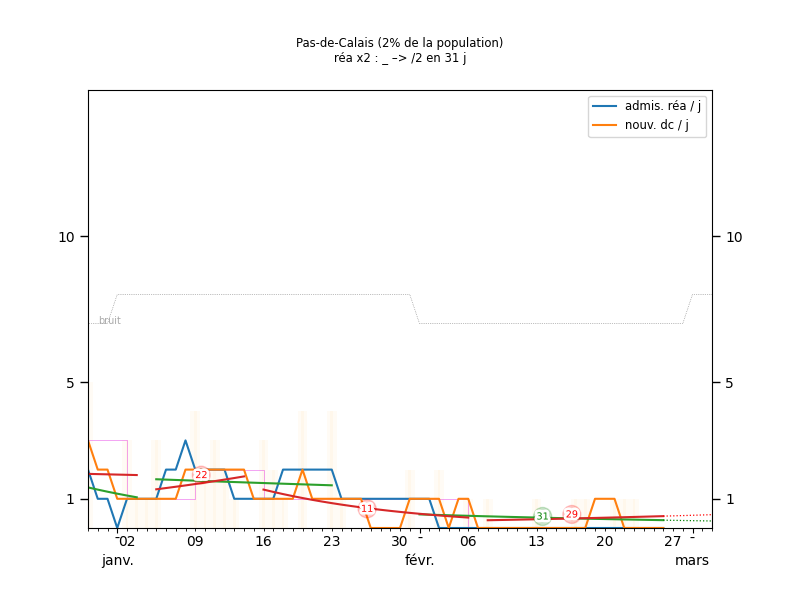 Pas-de-Calais (2% de la population)
réa x2 : _ –> /2 en 31 j
admis. réa / j
nouv. dc / j
10
10
bruit
5
5
22
1
1
11
31
29
02
09
16
23
30
06
13
20
27
janv.
févr.
mars